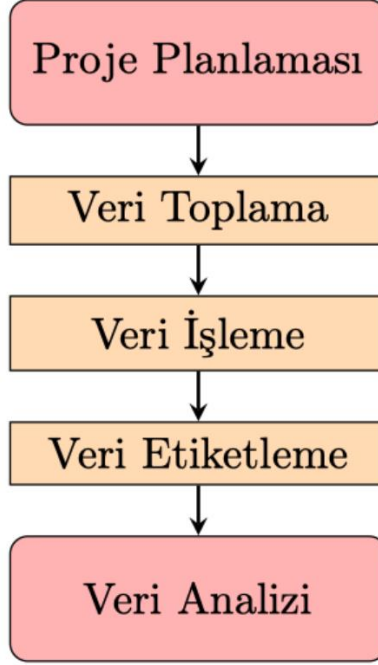 Proje Planlaması
Veri Toplama
Veri İşleme
Veri Etiketleme
Veri Analizi